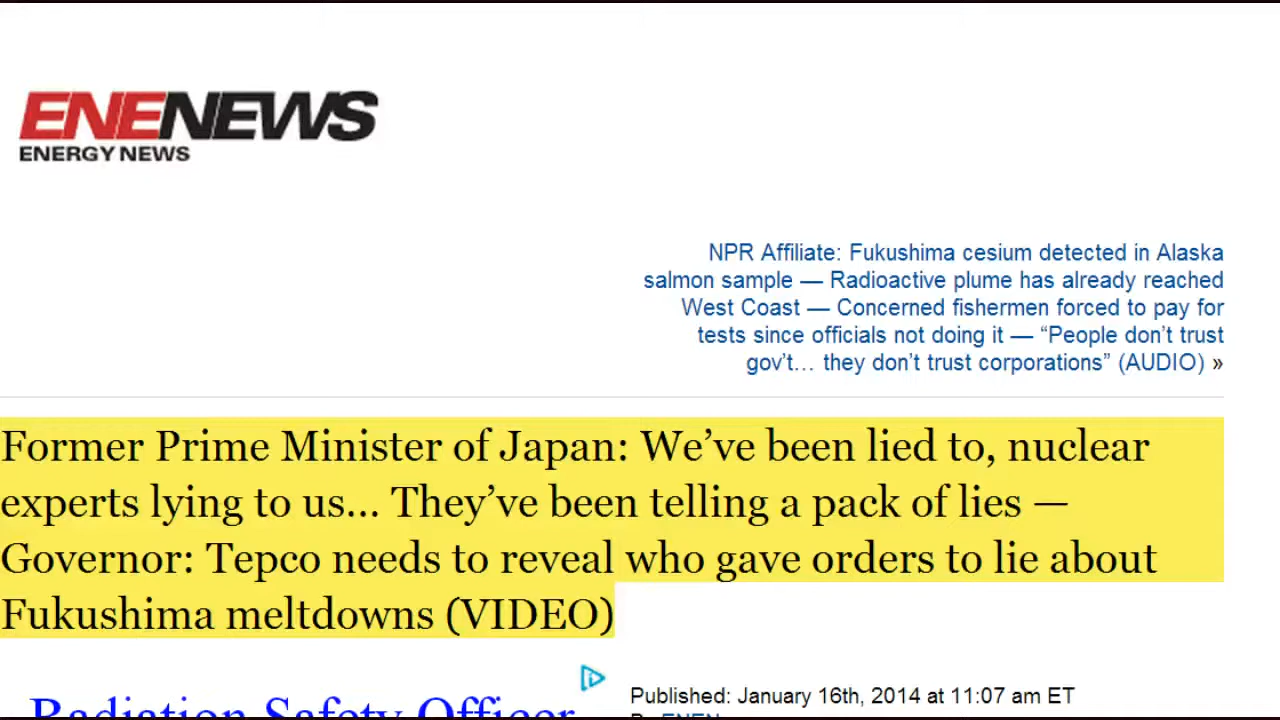 ENENEWS
ENERGY NEWS
NPR Affiliate: Fukushima cesium detected in Alaska
salmon sample — Radioactive plume has already reached
West Coast — Concerned fishermen forced to pay for
tests since officials not doing it — “People don’t trust
gov’t… they don’t trust corporations” (AUDIO) »
Former Prime Minister of Japan: We’ve been lied to, nuclear
experts lying to us… They’ve been telling a pack of lies —
Governor: Tepco needs to reveal who gave orders to lie about
Fukushima meltdowns (VIDEO)
Radiation Safety Officer
Published: January 16th, 2014 at 11:07 am ET